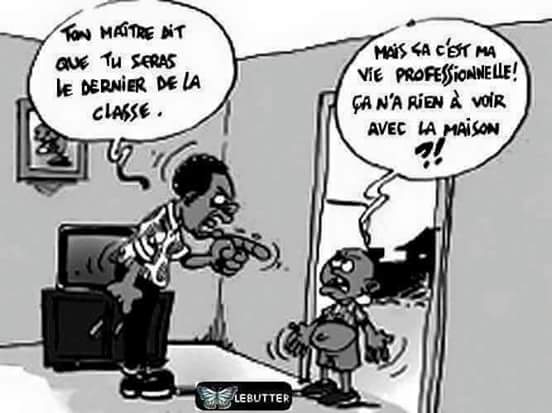 TON MAÎTRE DIT
QUE TU SERAS
LE DERNIER DE LA
CLASSE.
MAIS ÇA C'EST MA
VIE PROFESSIONNELLE!
ÇA N'A RIEN À VOIR
AVEC LA MAISON
?!
LEBUTTER